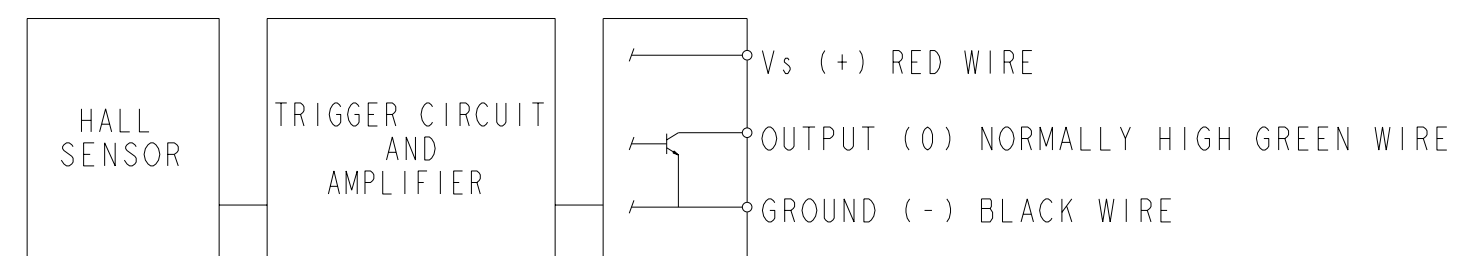 HALL
SENSOR
TRIGGER CIRCUIT
AND
AMPLIFIER
Vs (+) RED WIRE
OUTPUT (O) NORMALLY HIGH GREEN WIRE
GROUND (-) BLACK WIRE